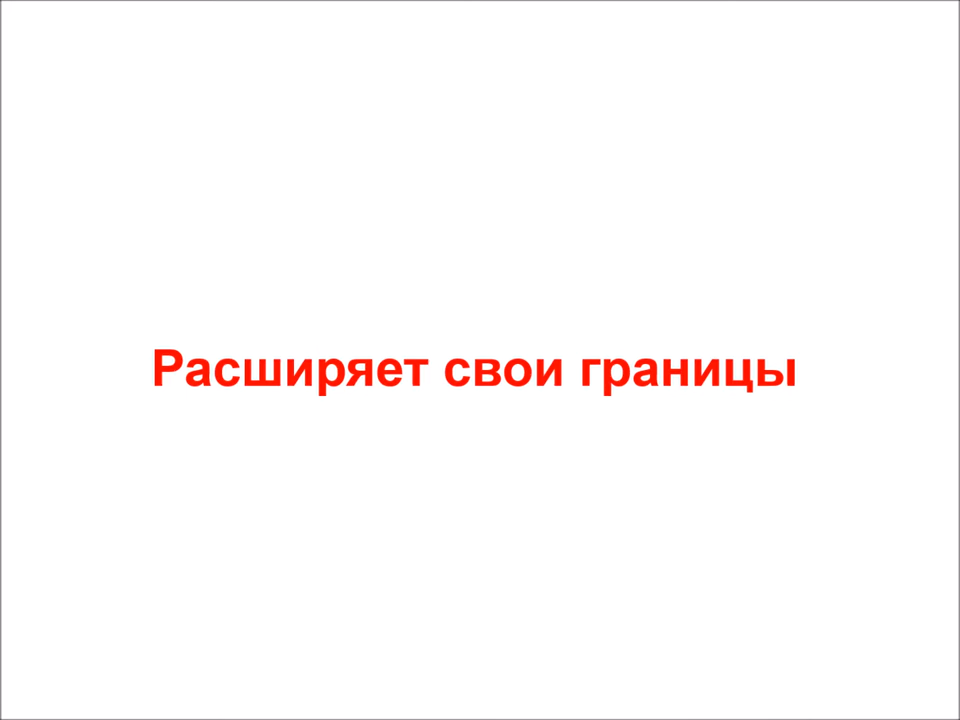 Расширяет свои границы